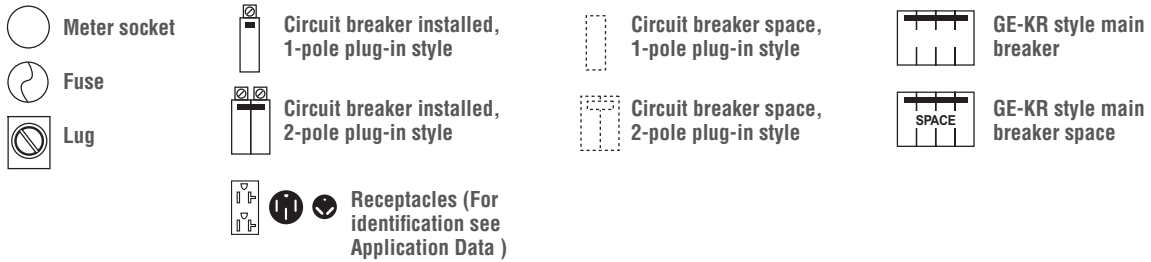 Meter socket
Fuse
Lug
Circuit breaker installed,
1-pole plug-in style
Circuit breaker installed,
2-pole plug-in style
Receptacles (For
identification see
Application Data )
Circuit breaker space,
1-pole plug-in style
Circuit breaker space,
2-pole plug-in style
GE-KR style main
breaker
SPACE
GE-KR style main
breaker space